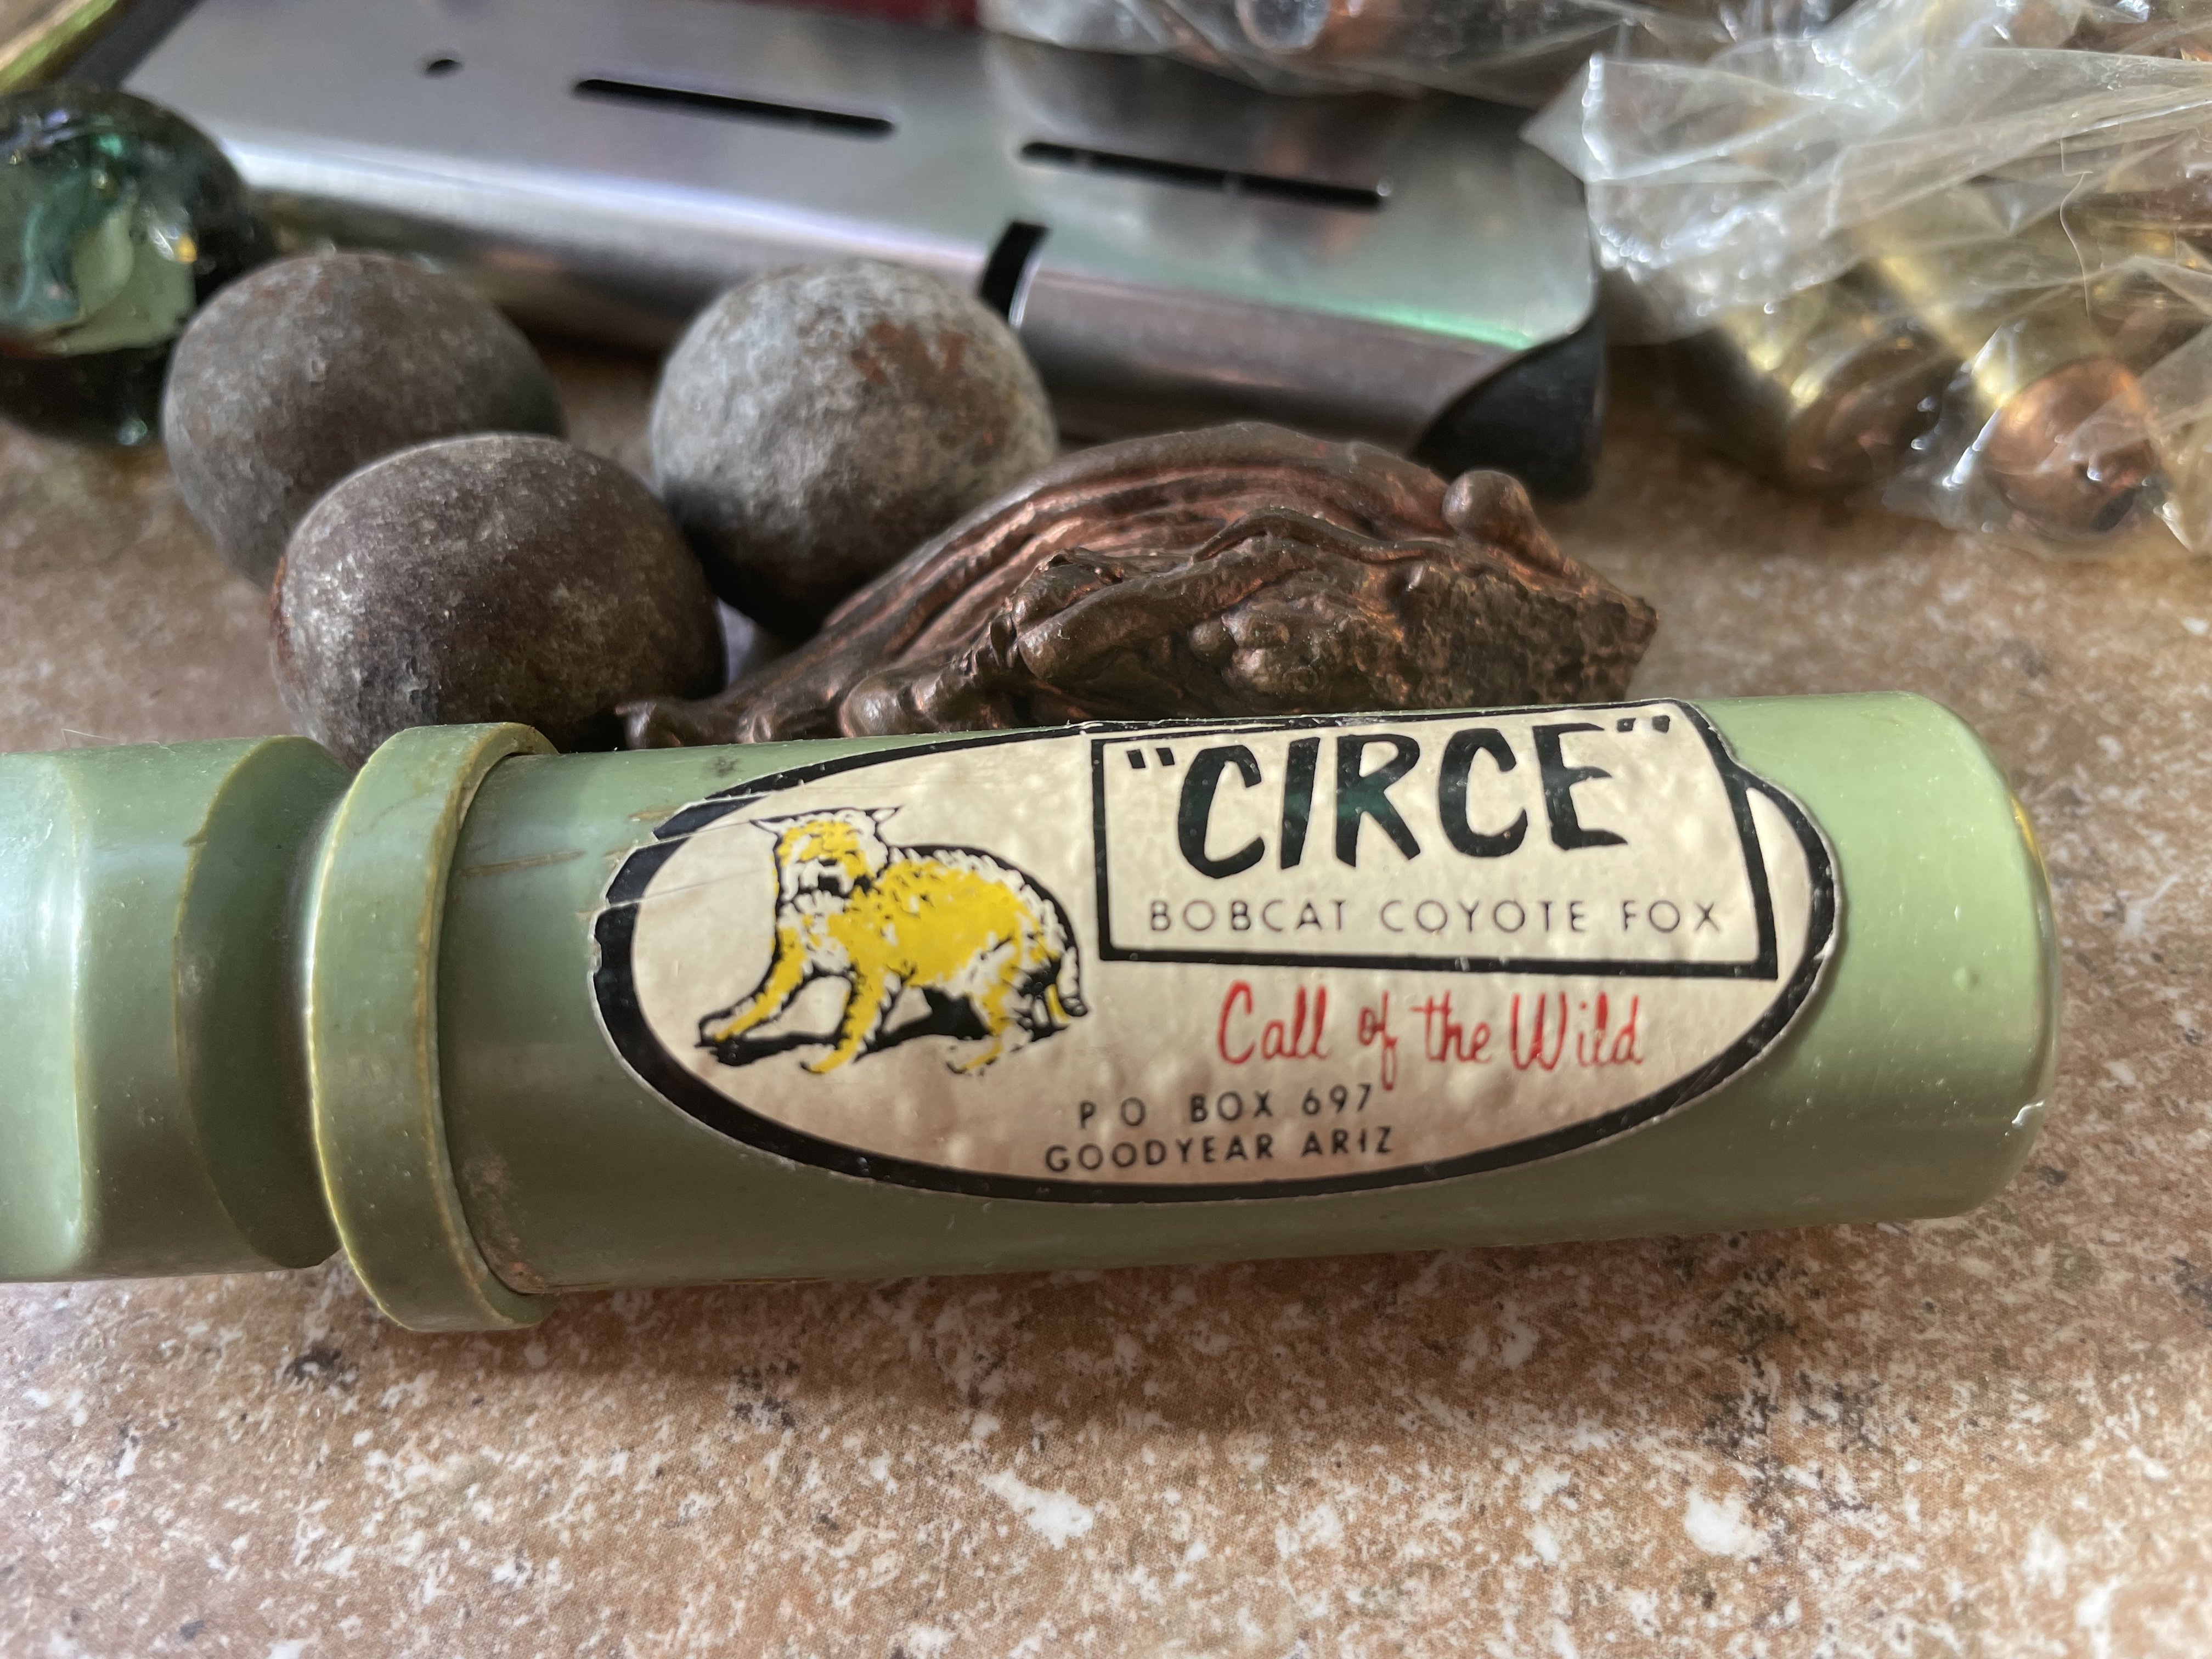 "CIRCE"
BOBCAT COYOTE FOX
Call of the Wild
P O BOX 697
GOODYEAR ARIZ